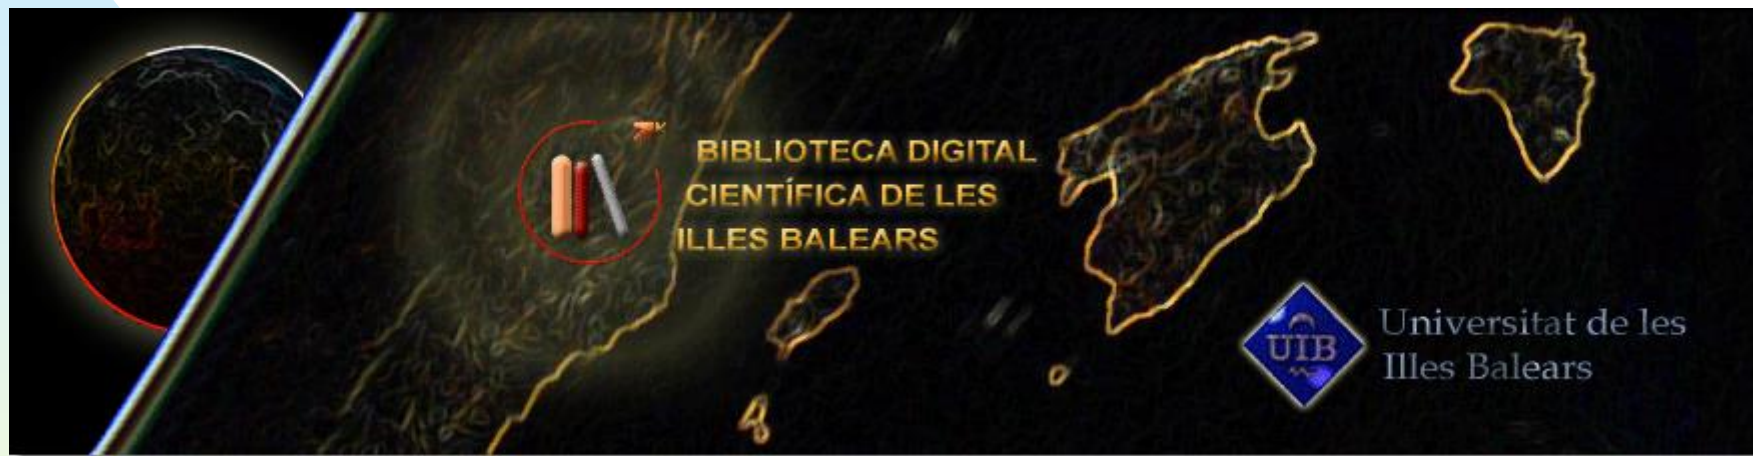 BIBLIOTECA DIGITAL
CIENTÍFICA DE LES
ILLES BALEARS
UIB
Universitat de les
Illes Balears